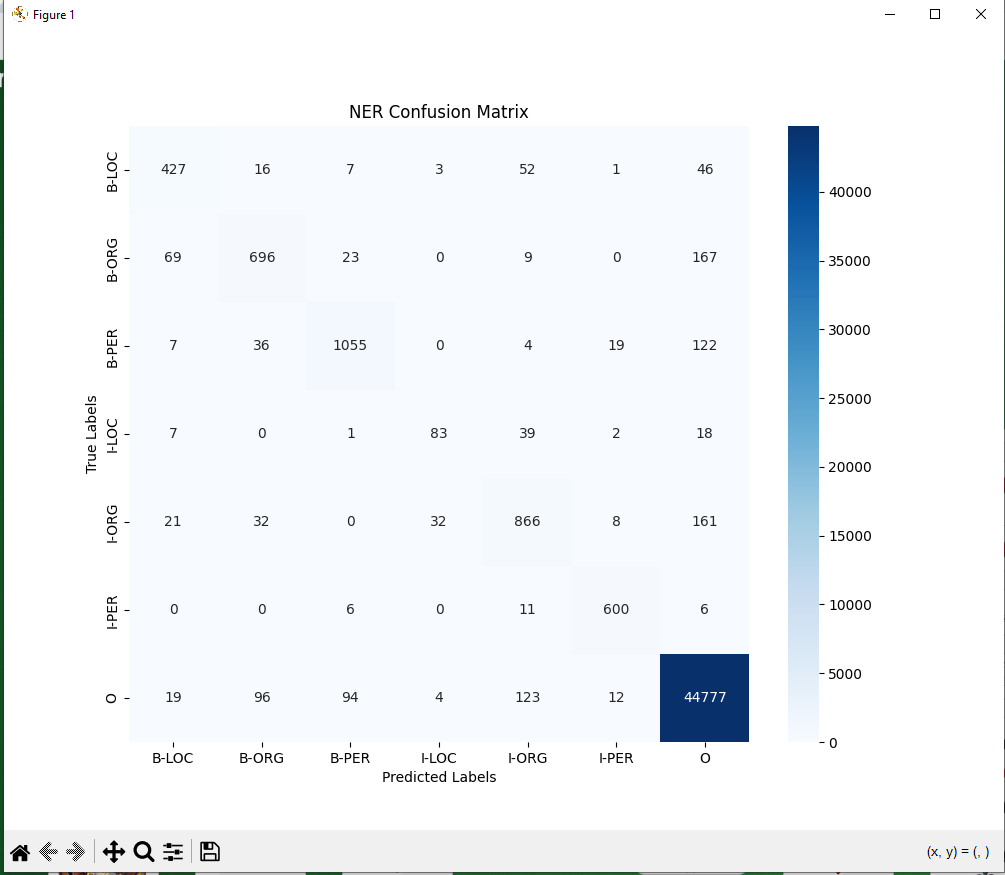 Figure 1
NER Confusion Matrix
B-LOC 427 16 7 3 52 1 46
B-ORG 69 696 23 0 9 0 167
B-PER 7 36 1055 0 4 19 122
I-LOC 7 0 1 83 39 2 18
I-ORG 21 32 0 32 866 8 161
I-PER 0 0 6 0 11 600 6
O 19 96 94 4 123 12 44777
True Labels
B-LOC B-ORG B-PER I-LOC I-ORG I-PER O
Predicted Labels
40000
35000
30000
25000
20000
15000
10000
5000
0
(x, y) = (, )